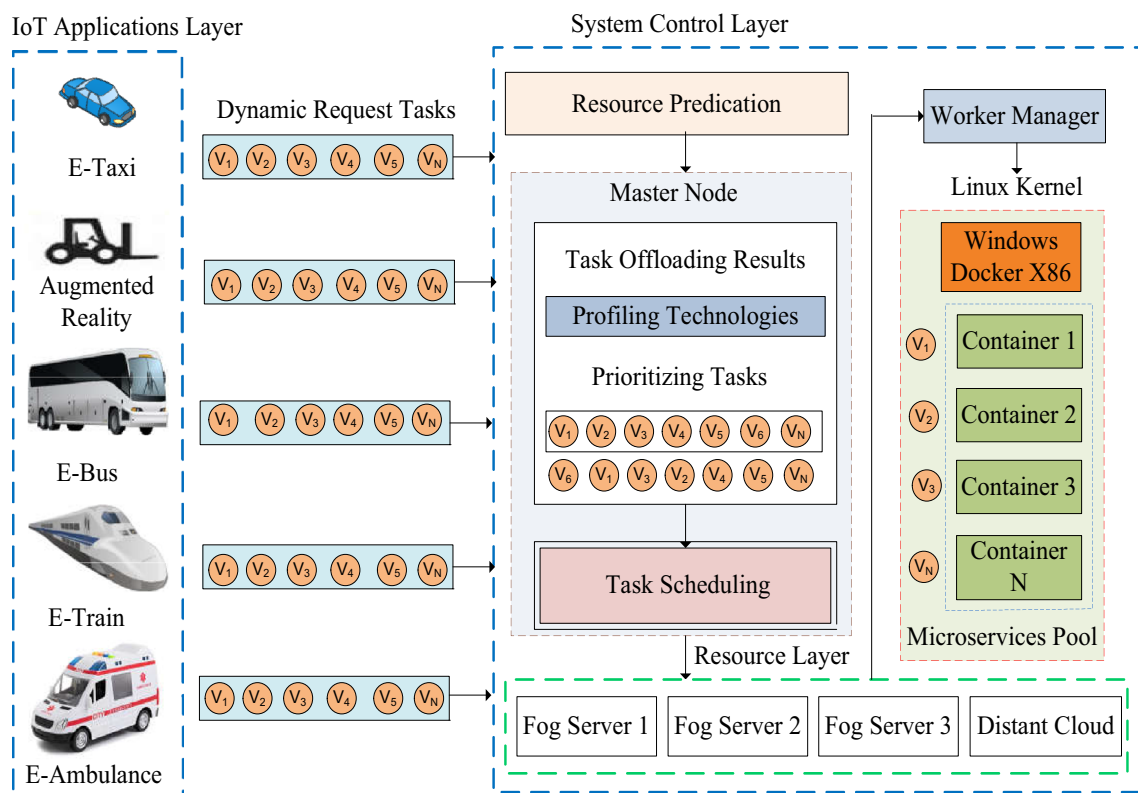 IoT Applications Layer
E-Taxi
Augmented
Reality
E-Bus
E-Train
E-Ambulance
Dynamic Request Tasks
V1 V2 V3 V4 V5 VN
V1 V2 V3 V4 V5 VN
V1 V2 V3 V4 V5 VN
V1 V2 V3 V4 V5 VN
V1 V2 V3 V4 V5 VN
System Control Layer
Resource Predication
Master Node
Task Offloading Results
Profiling Technologies
Prioritizing Tasks
V1 V2 V3 V4 V5 V6 VN
V6 V1 V3 V2 V4 V5 VN
Task Scheduling
Worker Manager
Linux Kernel
Windows
Docker X86
V1 Container 1
V2 Container 2
V3 Container 3
VN Container
N
Microservices Pool
Resource Layer
Fog Server 1 Fog Server 2 Fog Server 3 Distant Cloud